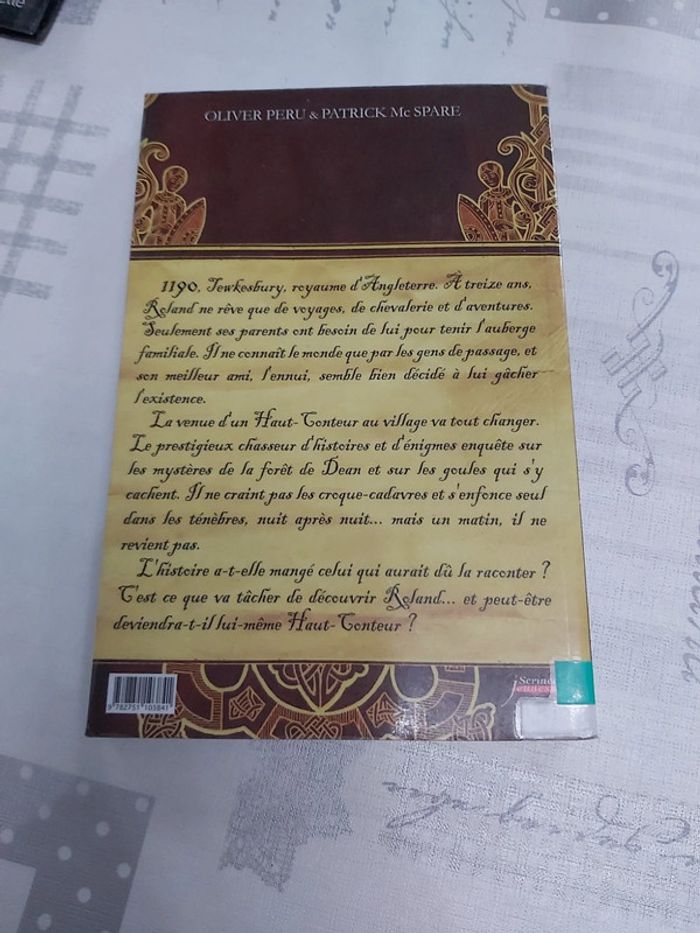 OLIVER PERU & PATRICK Mc SPARE
1190, Tewkesbury, royaume d'Angleterre. À treize ans,
Roland ne rêve que de voyages, de chevalerie et d'aventures.
Seulement ses parents ont besoin de lui pour tenir l'auberge
familiale. Il ne connaît le monde que par les gens de passage, et
son meilleur ami, l'ennui, semble bien décidé à lui gâcher
l'existence.
La venue d'un Haut-Conteur au village va tout changer.
Le prestigieux chasseur d'histoires et d'énigmes enquête sur
les mystères de la forêt de Dean et sur les goules qui s'y
cachent. Il ne craint pas les croque-cadavres et s'enfonce seul
dans les ténèbres, nuit après nuit... mais un matin, il ne
revient pas.
L'histoire a-t-elle mangé celui qui aurait dû la raconter ?
C'est ce que va tâcher de découvrir Roland... et peut-être
deviendra-t-il lui-même Haut-Conteur ?
9 782751 103841